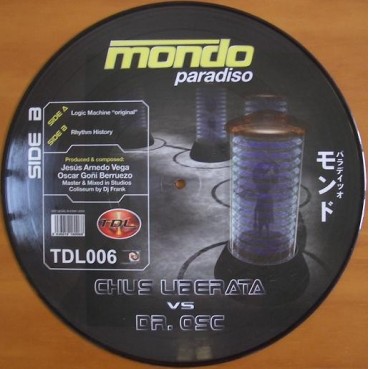 mondo
paradiso
SIDE B
SIDE A Logic Machine "original"
SIDE B Rhythm History
Produced & composed:
Jesús Arnedo Vega
Oscar Goñi Berruezo
Master & Mixed in Studios
Coliseum by Dj Frank
TDL
TDL006
モンド
パラディッオ
CHUS LIBERATA
VS
DR. OSC